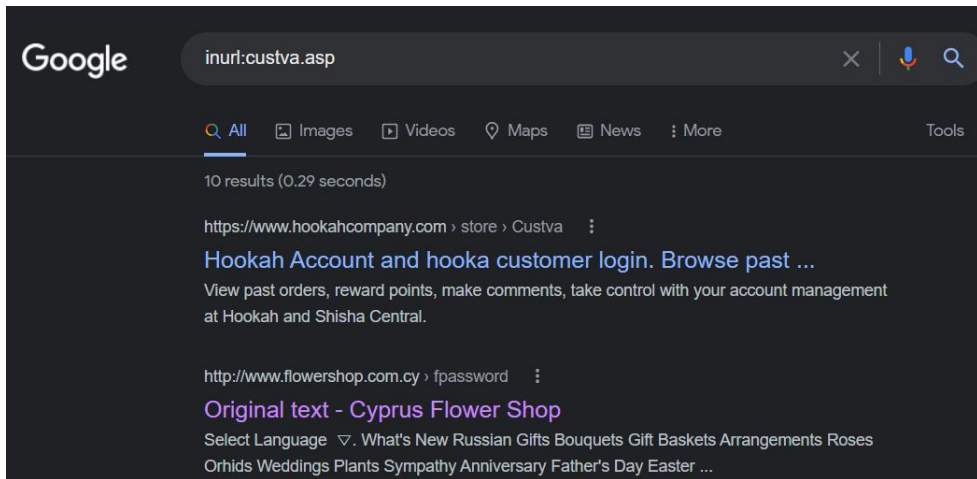 Google
inurl:custva.asp
All Images Videos Maps News More Tools
10 results (0.29 seconds)
https://www.hookahcompany.com › store › Custva
Hookah Account and hooka customer login. Browse past ...
View past orders, reward points, make comments, take control with your account management
at Hookah and Shisha Central.
http://www.flowershop.com.cy › fpassword
Original text - Cyprus Flower Shop
Select Language ▽. What's New Russian Gifts Bouquets Gift Baskets Arrangements Roses
Orhids Weddings Plants Sympathy Anniversary Father's Day Easter ...